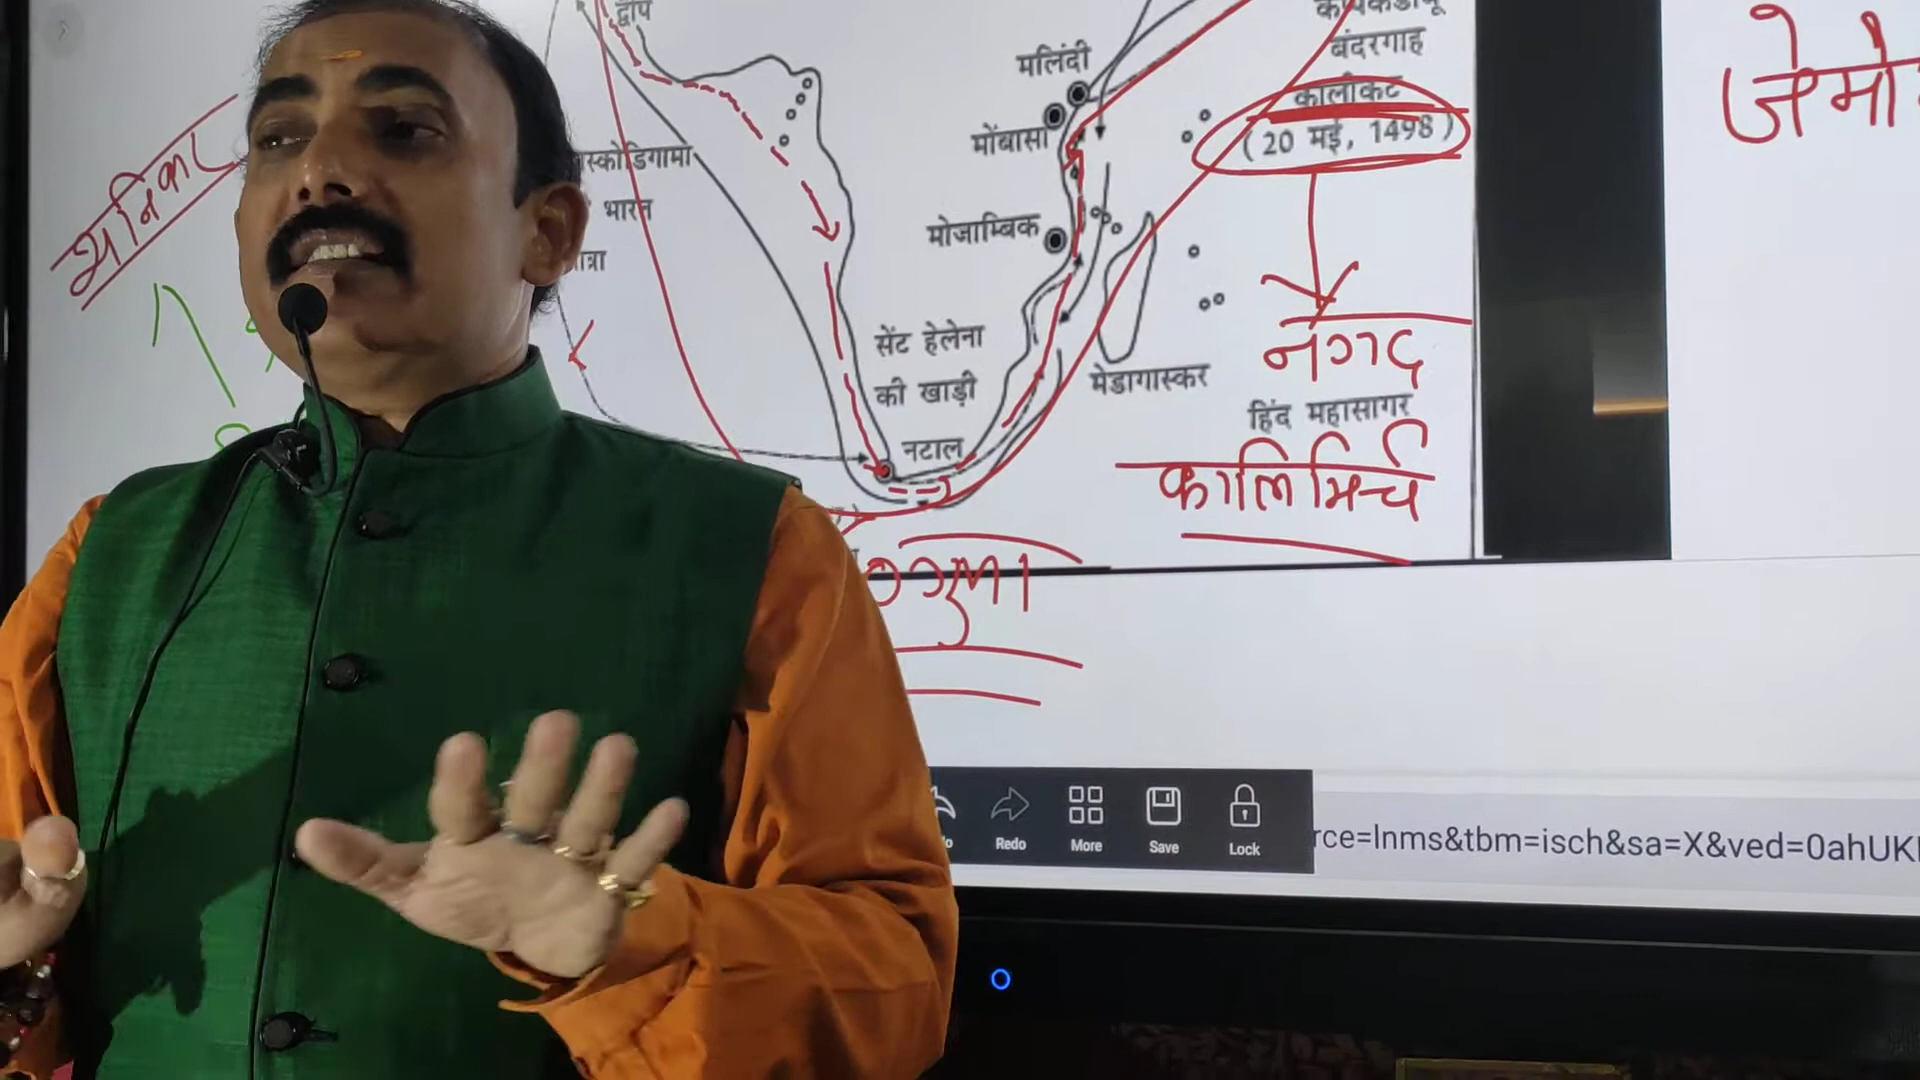 द्वीप
मलिंदी
मोंबासा
बंदरगाह
कालीकट
( 20 मई, 1498 )
जेमो
स्कोडिगामा
भारत
त्रा
मोजाम्बिक
सेंट हेलेना
की खाड़ी
मेडागास्कर
नगद
हिंद महासागर
नटाल
कालि मिर्च
गुमा
Redo
More
Save
Lock
rce=lnms&tbm=isch&sa=X&ved=0ahUK